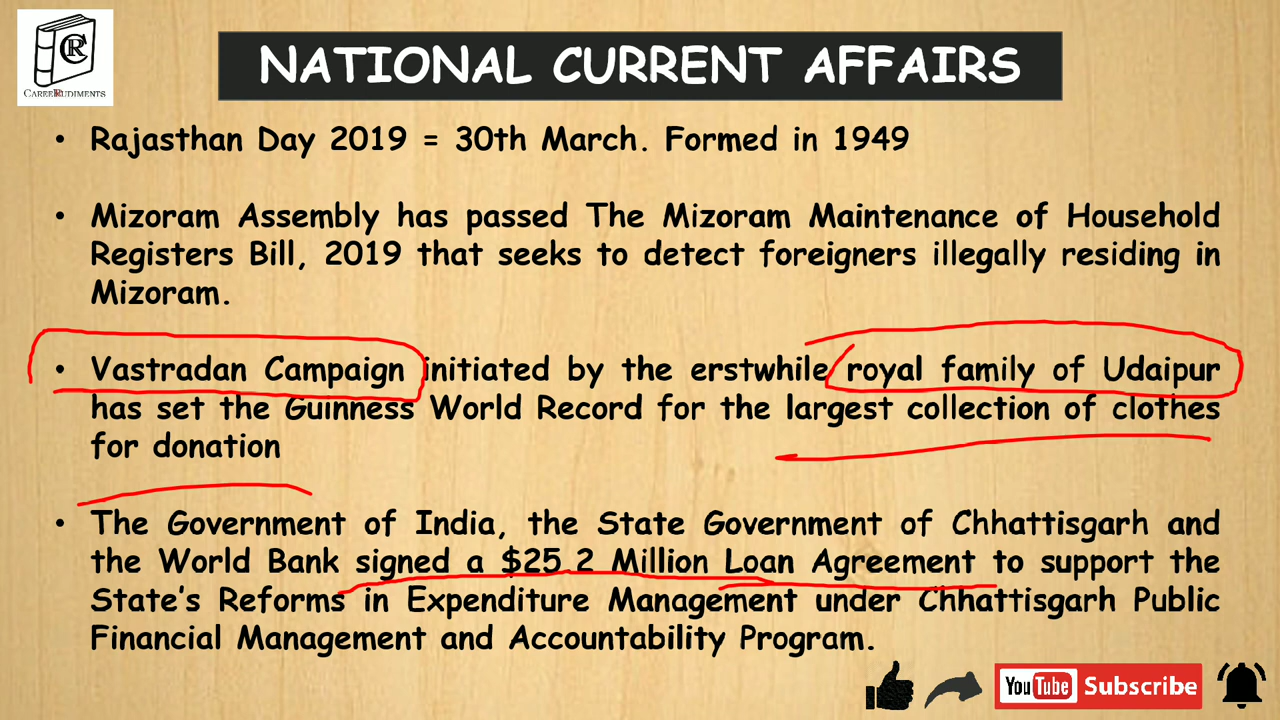 CR
CAREERUDIMENTS
NATIONAL CURRENT AFFAIRS
• Rajasthan Day 2019 = 30th March. Formed in 1949
• Mizoram Assembly has passed The Mizoram Maintenance of Household
Registers Bill, 2019 that seeks to detect foreigners illegally residing in
Mizoram.
• Vastradan Campaign initiated by the erstwhile royal family of Udaipur
has set the Guinness World Record for the largest collection of clothes
for donation
• The Government of India, the State Government of Chhattisgarh and
the World Bank signed a $25.2 Million Loan Agreement to support the
State's Reforms in Expenditure Management under Chhattisgarh Public
Financial Management and Accountability Program.
YouTube Subscribe